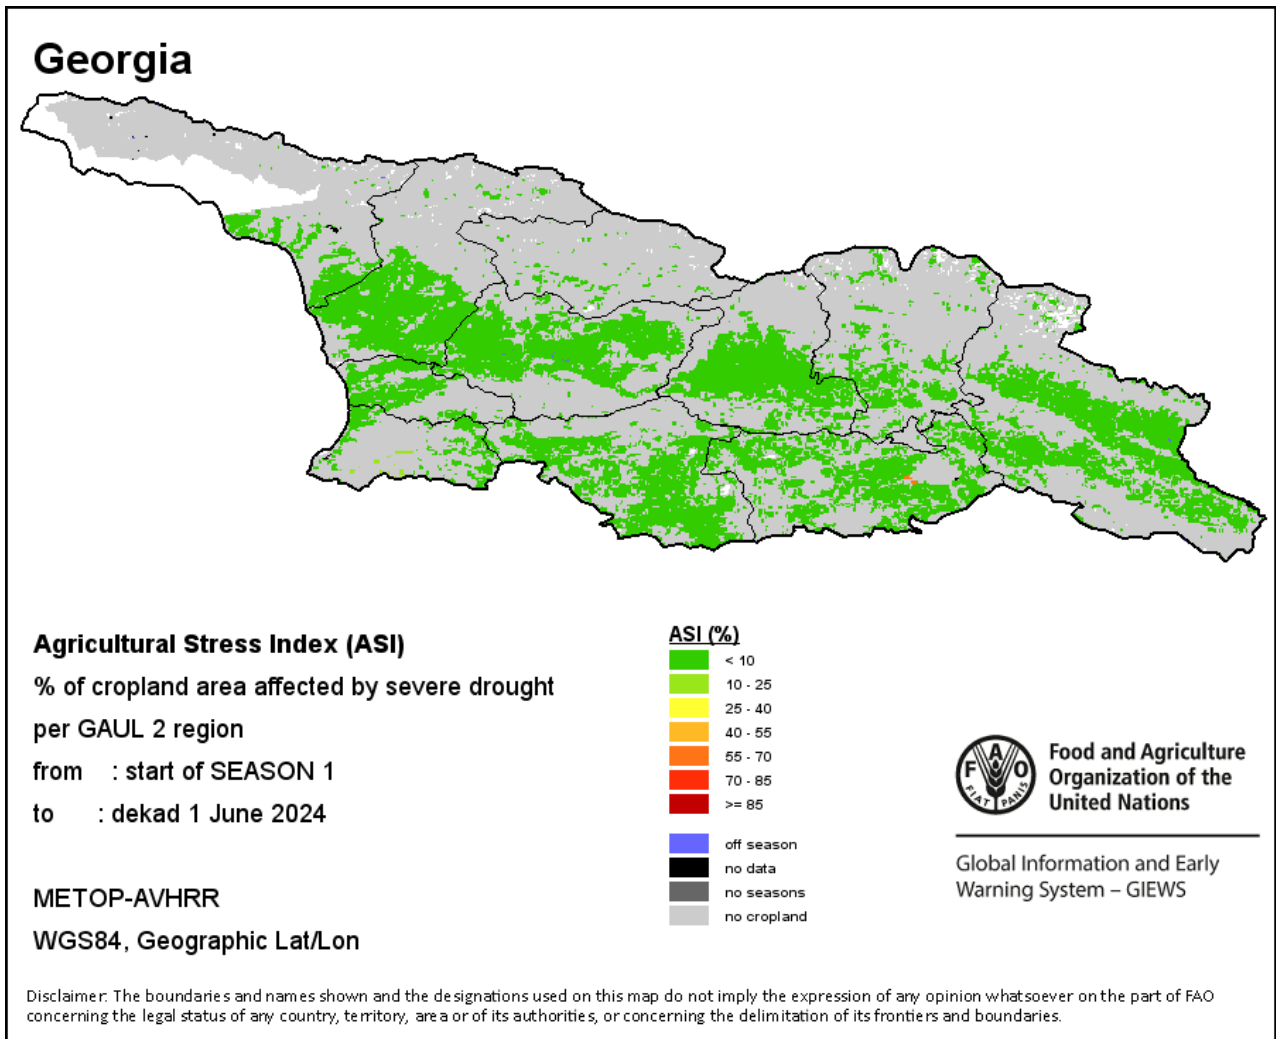 Georgia
Agricultural Stress Index (ASI)
% of cropland area affected by severe drought
per GAUL 2 region
from : start of SEASON 1
to : dekad 1 June 2024
METOP-AVHRR
WGS84, Geographic Lat/Lon
ASI (%)
< 10
10 - 25
25 - 40
40 - 55
55 - 70
70 - 85
>= 85
off season
no data
no seasons
no cropland
F A O
FIAT PANIS
Food and Agriculture
Organization of the
United Nations
Global Information and Early
Warning System – GIEWS
Disclaimer: The boundaries and names shown and the designations used on this map do not imply the expression of any opinion whatsoever on the part of FAO
concerning the legal status of any country, territory, area or of its authorities, or concerning the delimitation of its frontiers and boundaries.